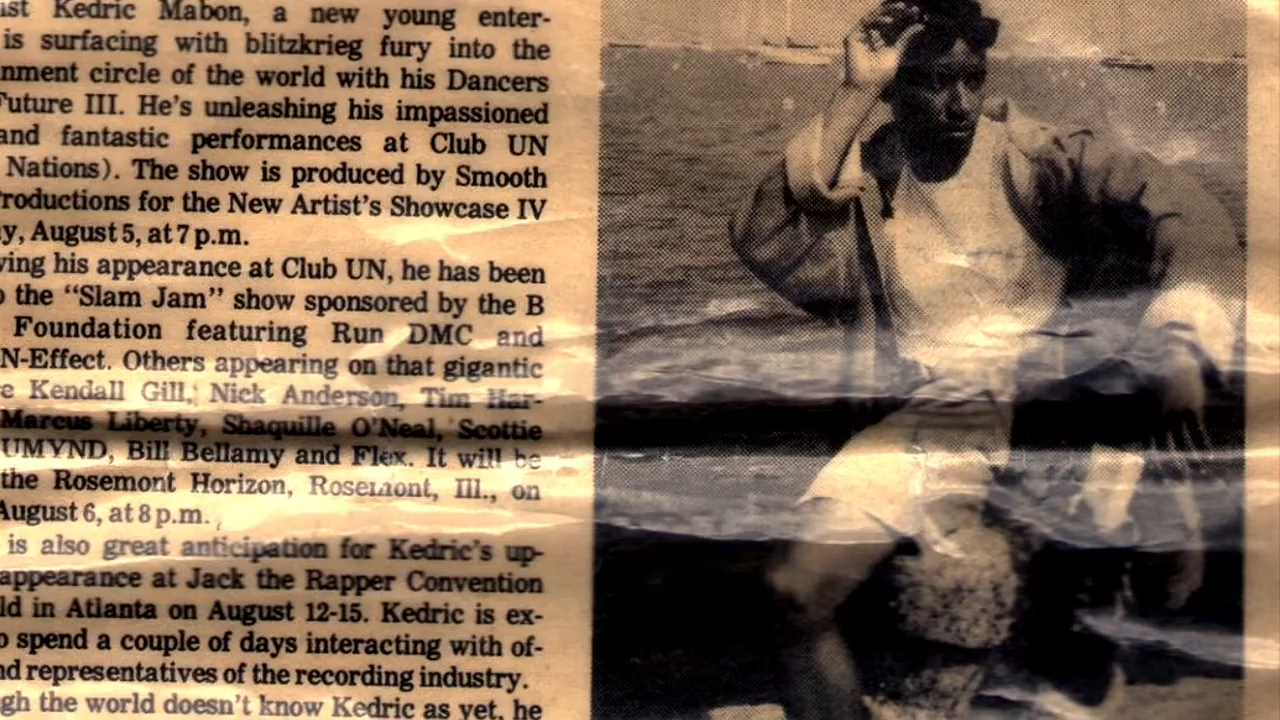 ist Kedric Mabon, a new young enter-
is surfacing with blitzkrieg fury into the
nment circle of the world with his Dancers
Future III. He's unleashing his impassioned
and fantastic performances at Club UN
Nations). The show is produced by Smooth
roductions for the New Artist's Showcase IV
y, August 5, at 7 p.m.
ving his appearance at Club UN, he has been
o the "Slam Jam" show sponsored by the B
Foundation featuring Run DMC and
N-Effect. Others appearing on that gigantic
e Kendall Gill, Nick Anderson, Tim Har-
Marcus Liberty, Shaquille O'Neal, Scottie
UMYND, Bill Bellamy and Flex. It will be
the Rosemont Horizon, Rosemont, Ill., on
August 6, at 8 p.m.
is also great anticipation for Kedric's up-
appearance at Jack the Rapper Convention
ld in Atlanta on August 12-15. Kedric is ex-
o spend a couple of days interacting with of-
nd representatives of the recording industry.
gh the world doesn't know Kedric as yet, he